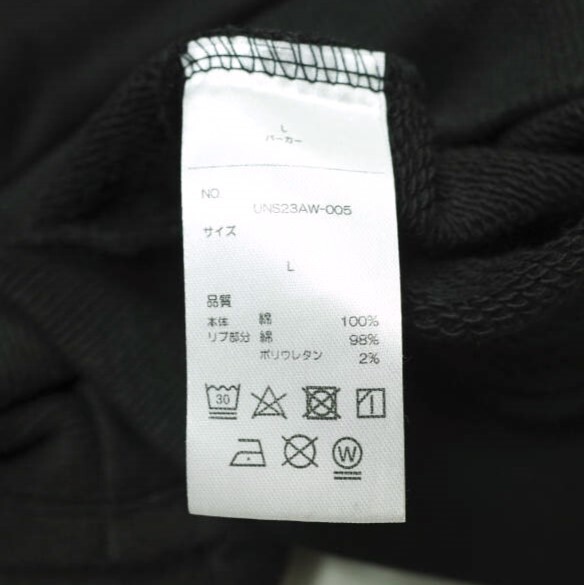 L
パーカー
NO.
UNS23AW-005
サイズ
L
品質
本体 綿 100%
リブ部分 綿 98%
ポリウレタン 2%
30
W